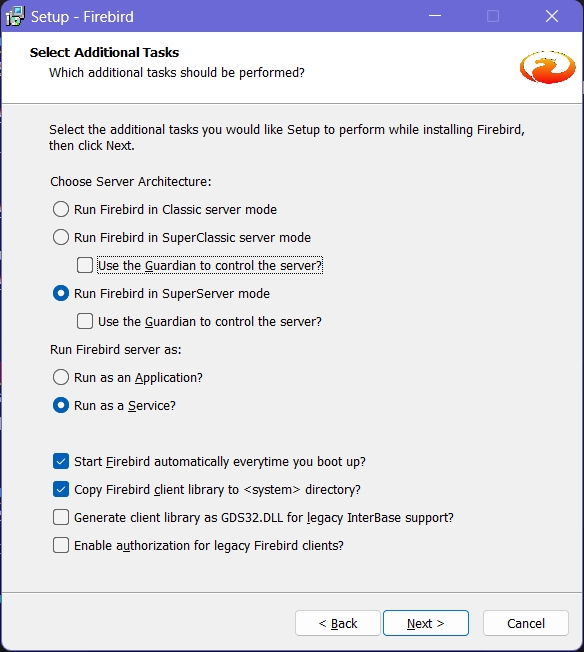 Setup - Firebird
Select Additional Tasks
Which additional tasks should be performed?
Select the additional tasks you would like Setup to perform while installing Firebird,
then click Next.
Choose Server Architecture:
Run Firebird in Classic server mode
Run Firebird in SuperClassic server mode
Use the Guardian to control the server?
Run Firebird in SuperServer mode
Use the Guardian to control the server?
Run Firebird server as:
Run as an Application?
Run as a Service?
Start Firebird automatically everytime you boot up?
Copy Firebird client library to <system> directory?
Generate client library as GDS32.DLL for legacy InterBase support?
Enable authorization for legacy Firebird clients?
< Back
Next >
Cancel